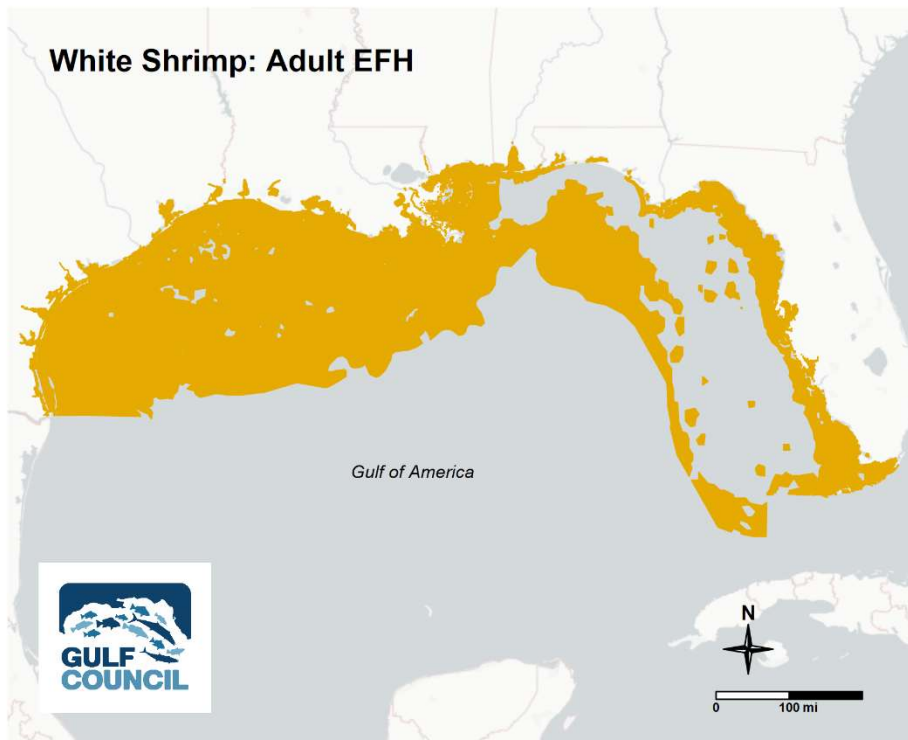 White Shrimp: Adult EFH
Gulf of America
GULF
COUNCIL
N
0 100 mi